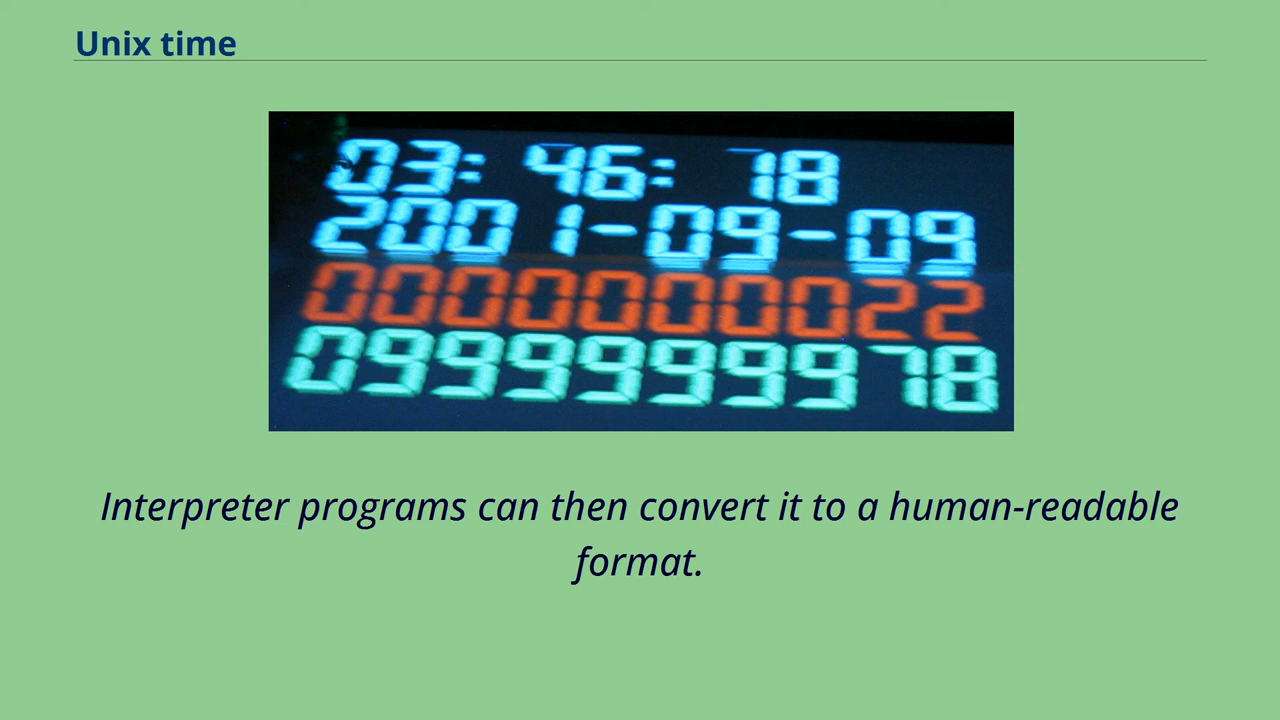 Unix time
03: 46: 18
2001-09-09
0000000022
0999999978
Interpreter programs can then convert it to a human-readable
format.